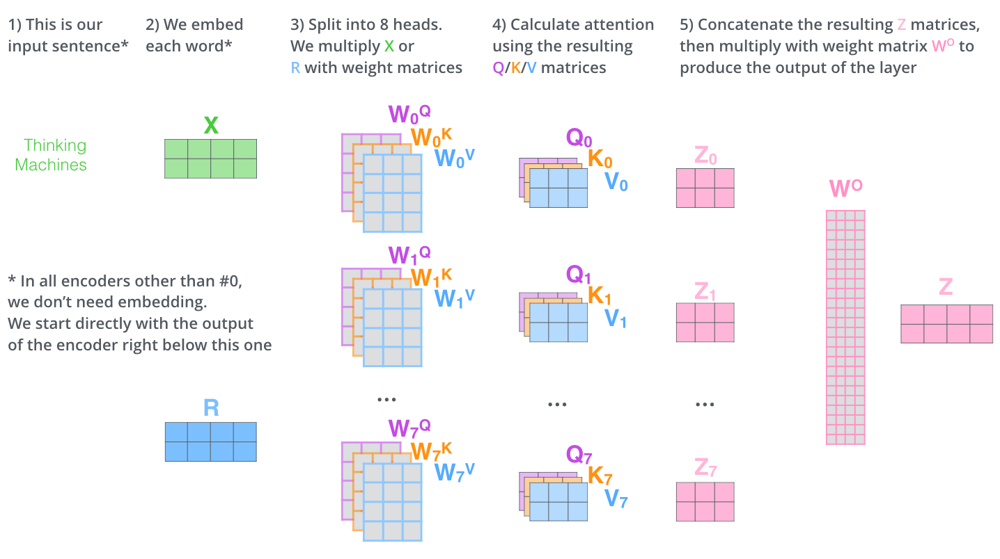 1) This is our
input sentence*
2) We embed
each word*
3) Split into 8 heads.
We multiply X or
R with weight matrices
4) Calculate attention
using the resulting
Q/K/V matrices
5) Concatenate the resulting Z matrices,
then multiply with weight matrix W^O to
produce the output of the layer
Thinking
Machines
X
W₀^Q
W₀^K
W₀^V
Q₀
K₀
V₀
Z₀
W^O
W₁^Q
W₁^K
W₁^V
Q₁
K₁
V₁
Z₁
Z
* In all encoders other than #0,
we don’t need embedding.
We start directly with the output
of the encoder right below this one
...
...
...
R
W₇^Q
W₇^K
W₇^V
Q₇
K₇
V₇
Z₇